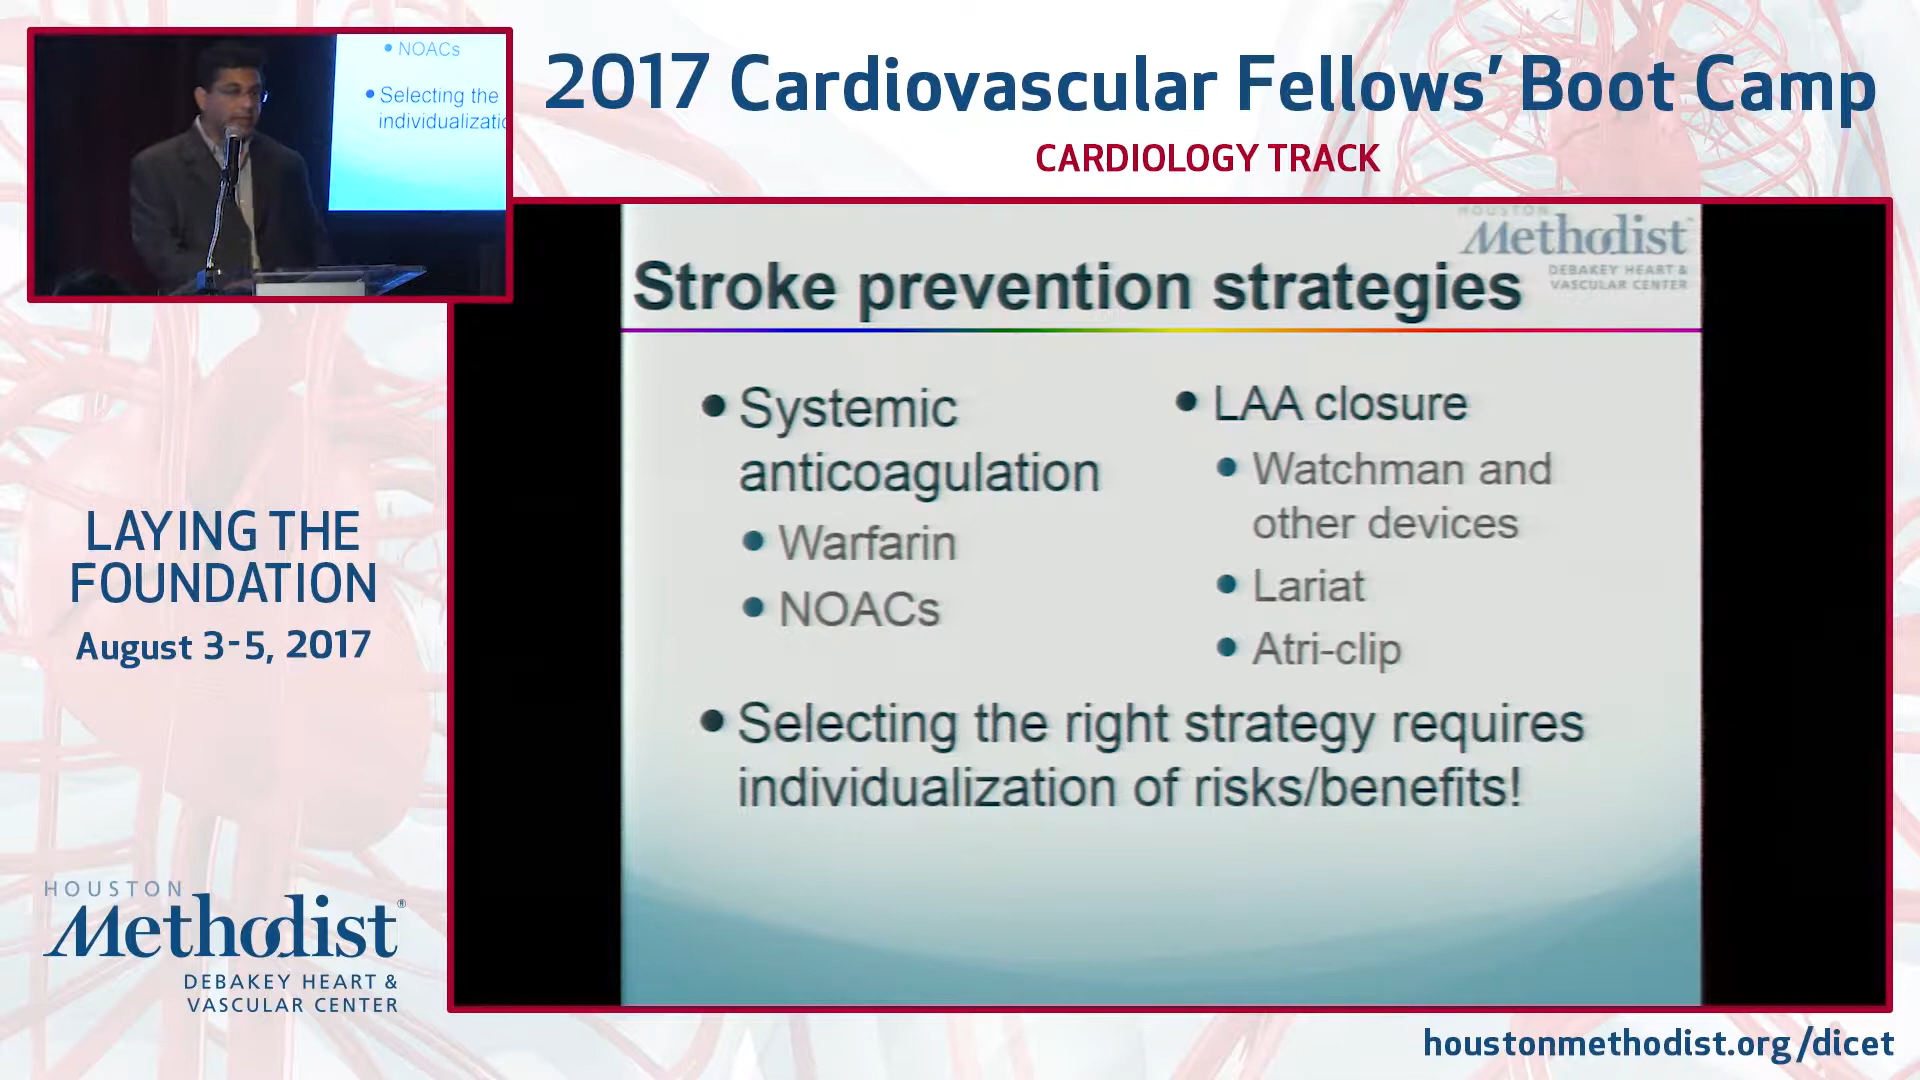 NOACs
Selecting the
individualizatio
2017 Cardiovascular Fellows' Boot Camp
CARDIOLOGY TRACK
HOUSTON
Methodist
DEBAKEY HEART &
VASCULAR CENTER
Stroke prevention strategies
Systemic
anticoagulation
Warfarin
NOACs
LAA closure
Watchman and
other devices
Lariat
Atri-clip
Selecting the right strategy requires
individualization of risks/benefits!
LAYING THE
FOUNDATION
August 3-5, 2017
HOUSTON
Methodist®
DEBAKEY HEART &
VASCULAR CENTER
houstonmethodist.org/dicet